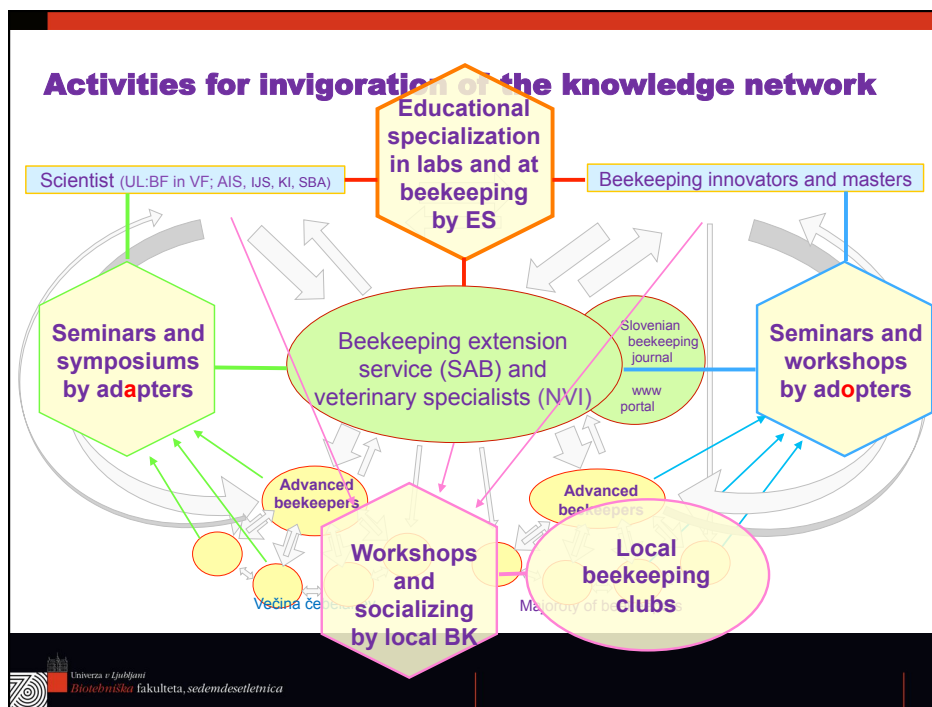 Activities for invigoration of the knowledge network
Educational
specialization
in labs and at
beekeeping
by ES
Scientist (UL:BF in VF; AIS, IJS, KI, SBA)
Beekeeping innovators and masters
Seminars and
symposiums
by adapters
Beekeeping extension
service (SAB) and
veterinary specialists (NVI)
Slovenian
beekeeping
journal
www
portal
Seminars and
workshops
by adopters
Advanced
beekeepers
Advanced
beekeepers
Workshops
and
socializing
by local BK
Local
beekeeping
clubs
Večina
Majoroty of
Univerza v Ljubljani
Biotehniška fakulteta, sedemdesetletnica